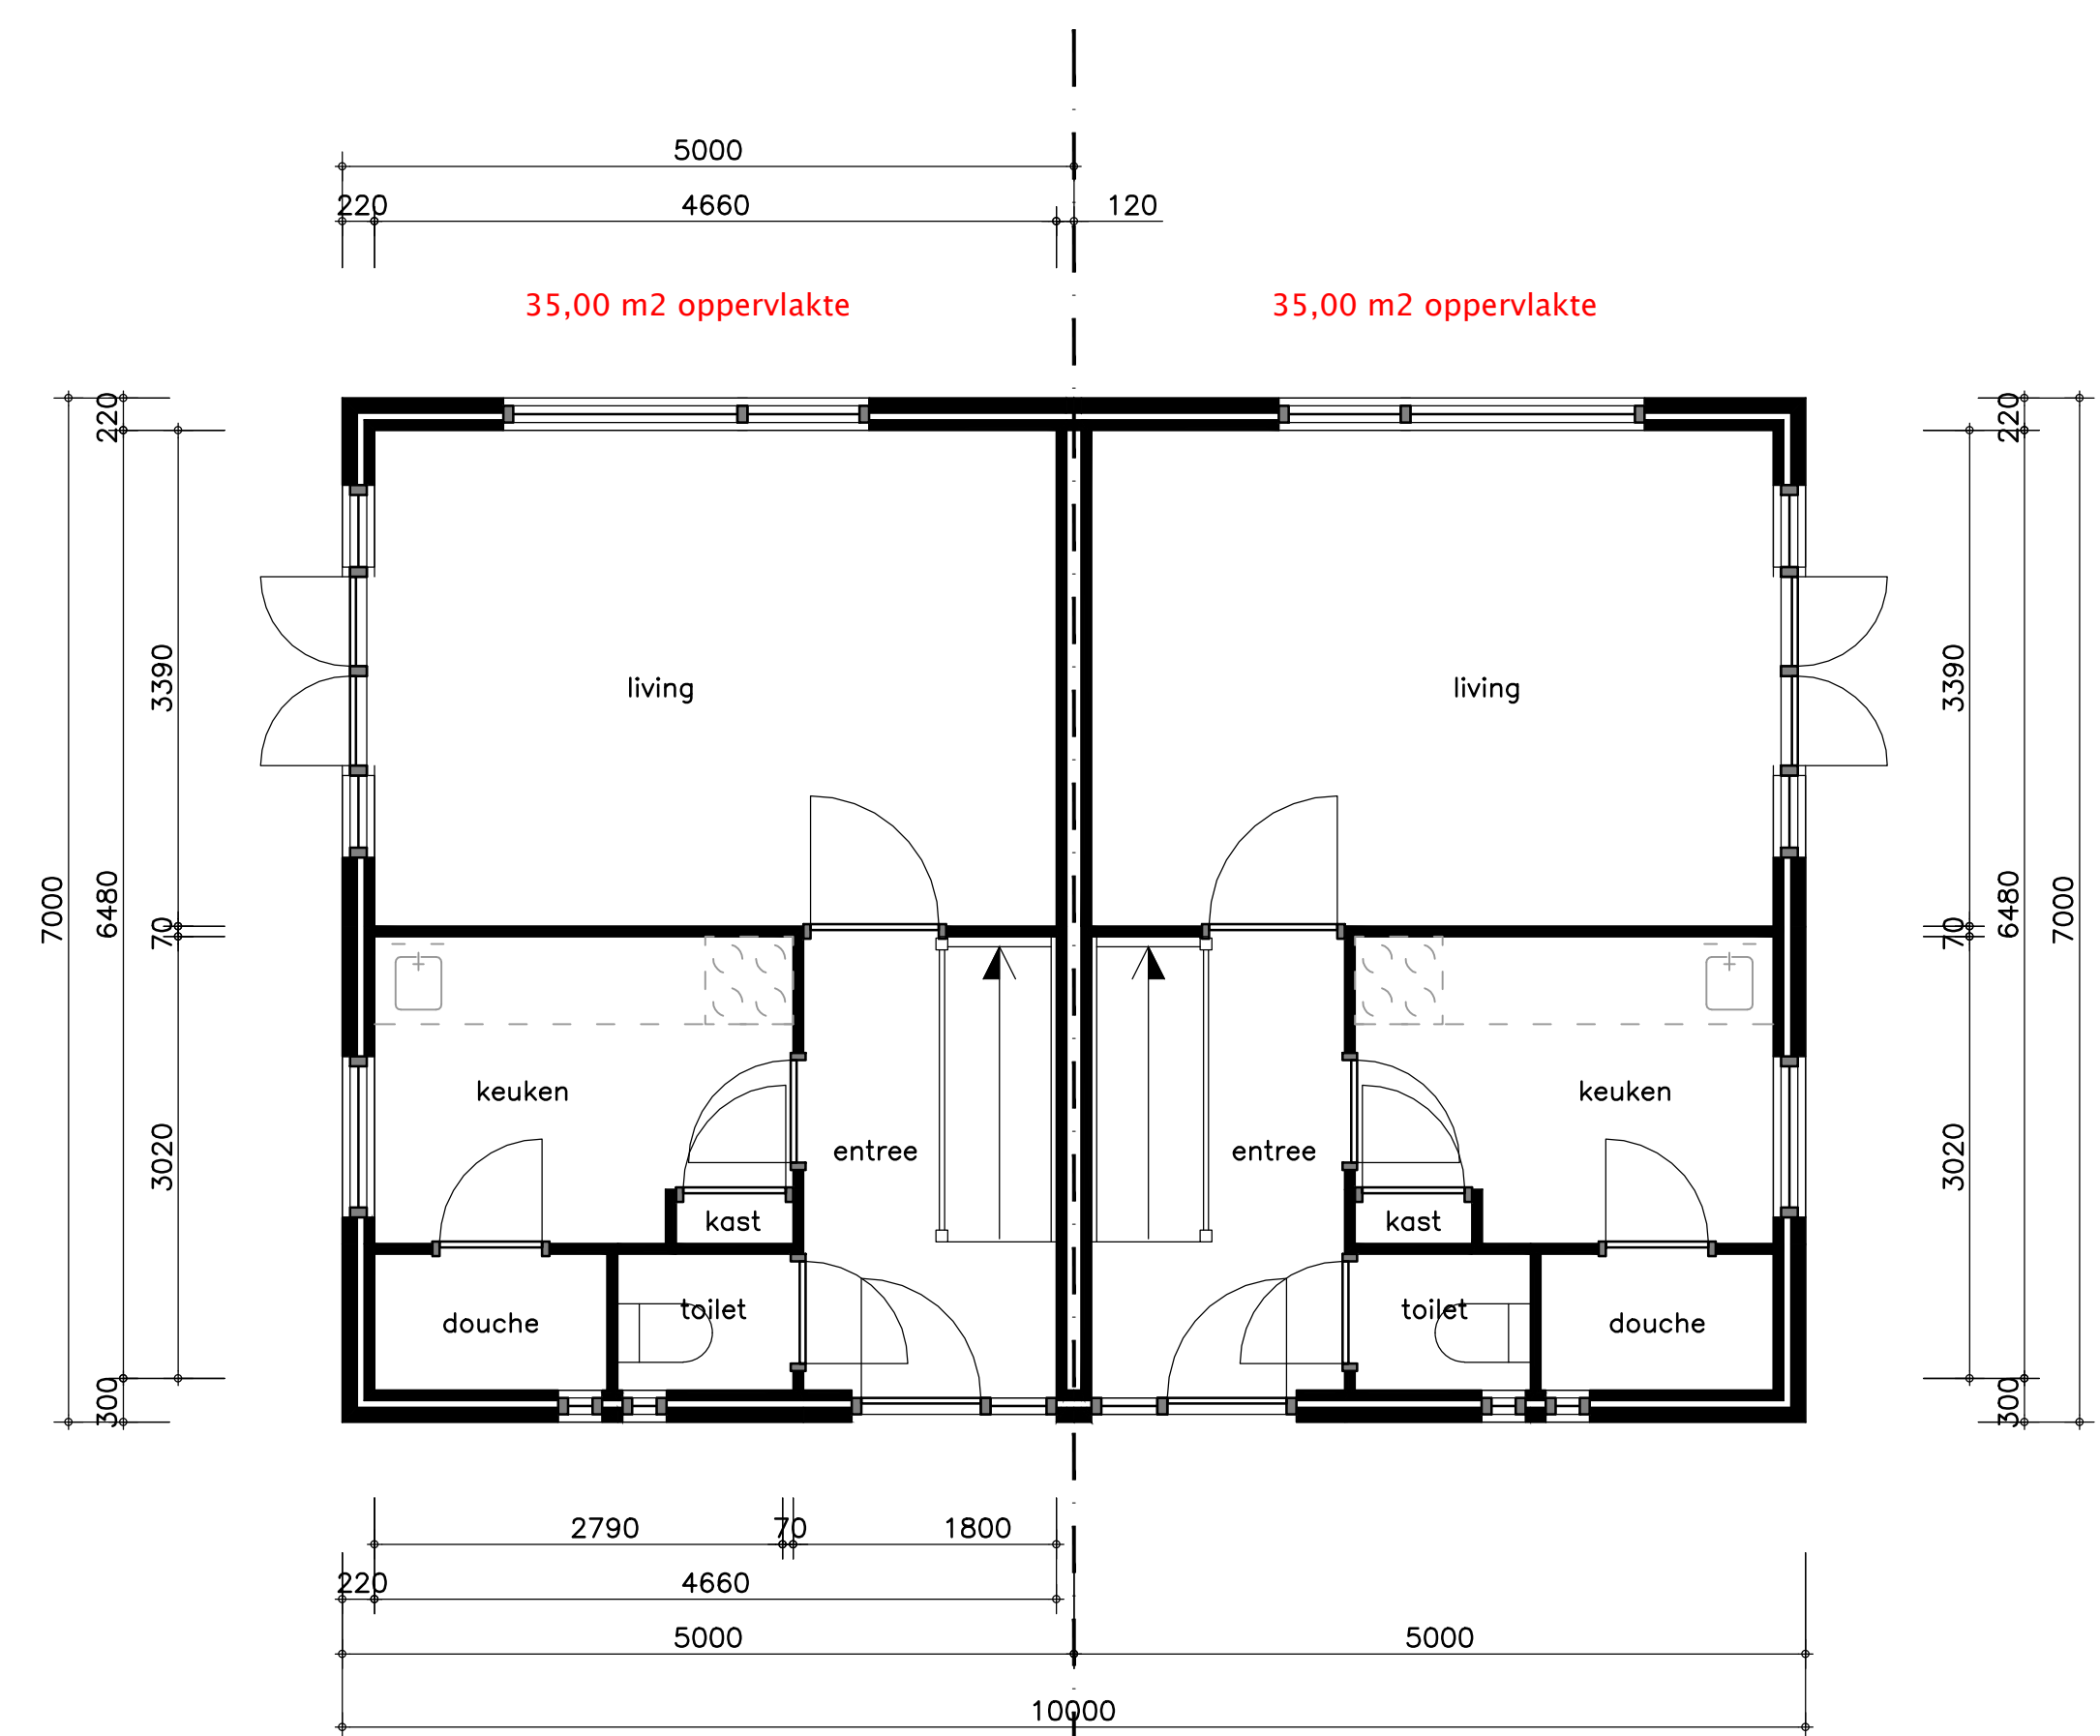 5000
220 4660 120
35,00 m2 oppervlakte 35,00 m2 oppervlakte
220 220
3390 living living 3390
7000 6480 70 70 6480 7000
keuken entree entree keuken
3020 3020
kast kast
douche toilet toilet douche
300 300
2790 70 1800
220 4660
5000 5000
10000